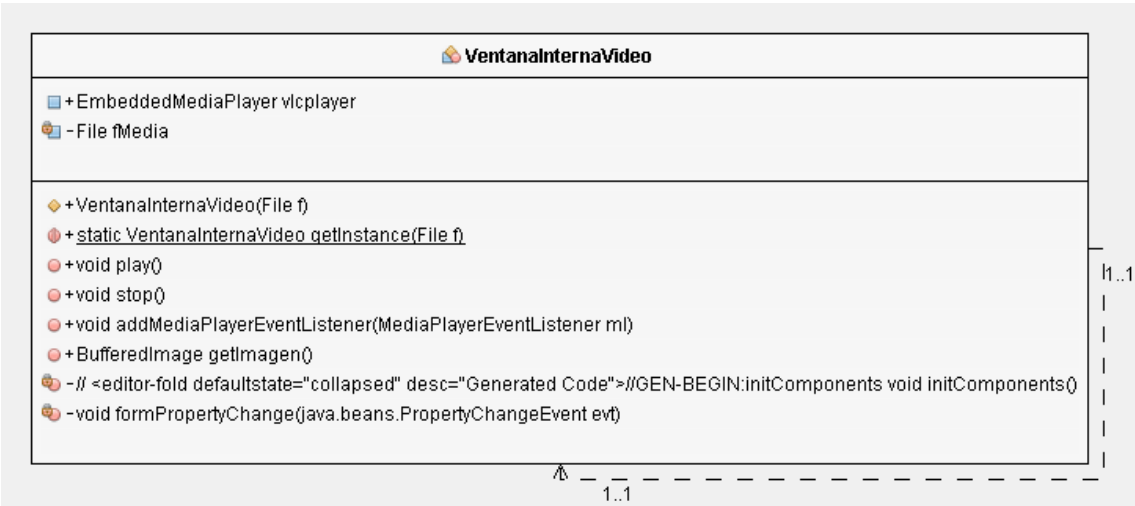 VentanaInternaVideo
+EmbeddedMediaPlayer vlcplayer
-File fMedia
+VentanaInternaVideo(File f)
+static VentanaInternaVideo getInstance(File f)
+void play()
+void stop()
+void addMediaPlayerEventListener(MediaPlayerEventListener ml)
+BufferedImage getImagen()
-// <editor-fold defaultstate="collapsed" desc="Generated Code">//GEN-BEGIN:initComponents void initComponents()
-void formPropertyChange(java.beans.PropertyChangeEvent evt)
1..1
1..1